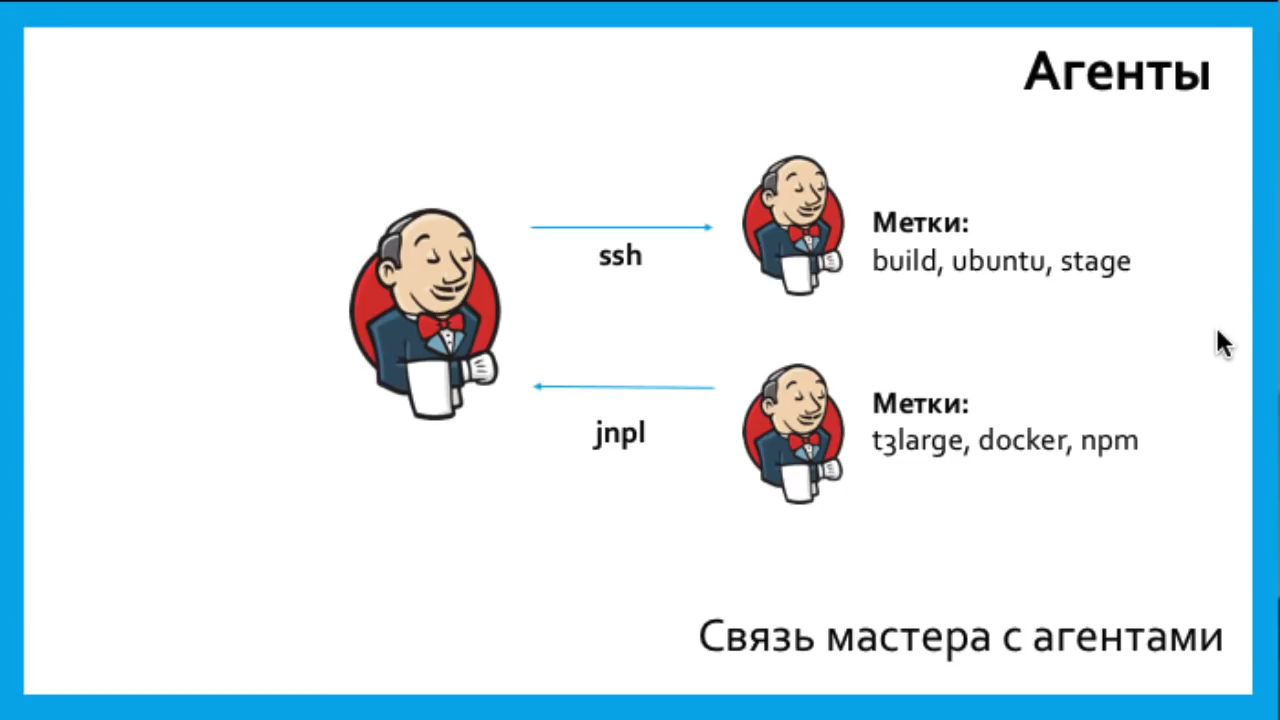 Агенты
ssh
Метки:
build, ubuntu, stage
jnpl
Метки:
t3large, docker, npm
Связь мастера с агентами